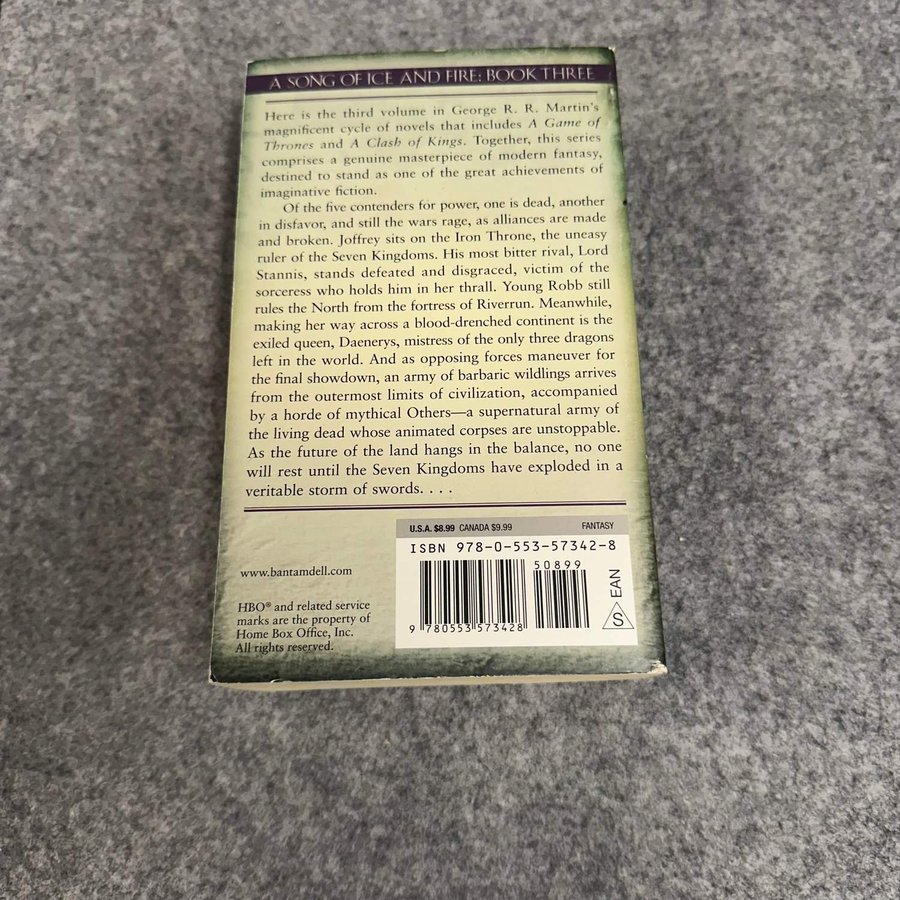 A SONG OF ICE AND FIRE: BOOK THREE
Here is the third volume in George R. R. Martin's
magnificent cycle of novels that includes A Game of
Thrones and A Clash of Kings. Together, this series
comprises a genuine masterpiece of modern fantasy,
destined to stand as one of the great achievements of
imaginative fiction.
Of the five contenders for power, one is dead, another
in disfavor, and still the wars rage, as alliances are made
and broken. Joffrey sits on the Iron Throne, the uneasy
ruler of the Seven Kingdoms. His most bitter rival, Lord
Stannis, stands defeated and disgraced, victim of the
sorceress who holds him in her thrall. Young Robb still
rules the North from the fortress of Riverrun. Meanwhile,
making her way across a blood-drenched continent is the
exiled queen, Daenerys, mistress of the only three dragons
left in the world. And as opposing forces maneuver for
the final showdown, an army of barbaric wildlings arrives
from the outermost limits of civilization, accompanied
by a horde of mythical Others—a supernatural army of
the living dead whose animated corpses are unstoppable.
As the future of the land hangs in the balance, no one
will rest until the Seven Kingdoms have exploded in a
veritable storm of swords. . . .
U.S.A. $8.99 CANADA $9.99 FANTASY
ISBN 978-0-553-57342-8
50899
9 780553 573428
S EAN
www.bantamdell.com
HBO® and related service
marks are the property of
Home Box Office, Inc.
All rights reserved.